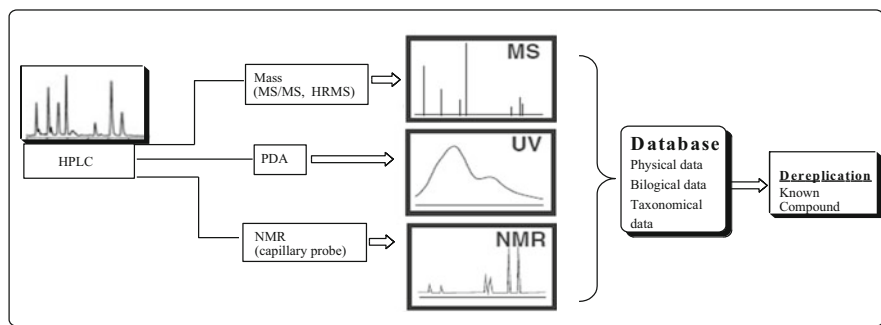 HPLC
Mass
(MS/MS, HRMS)
PDA
NMR
(capillary probe)
MS
UV
NMR
Database
Physical data
Bilogical data
Taxonomical
data
Dereplication
Known
Compound